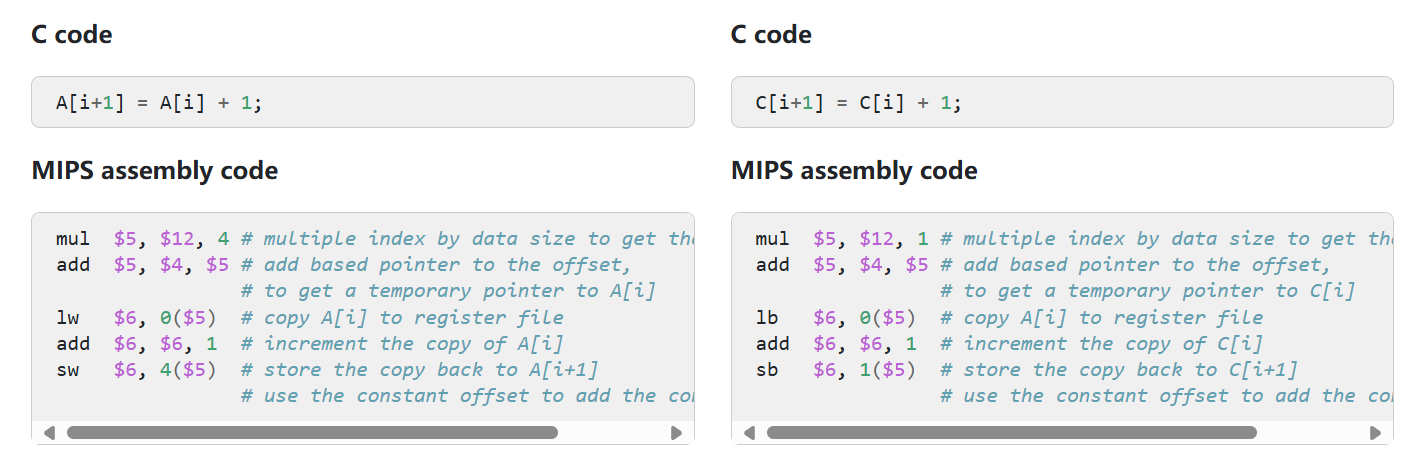 C code
A[i+1] = A[i] + 1;
MIPS assembly code
mul $5, $12, 4 # multiple index by data size to get
add $5, $4, $5 # add based pointer to the offset,
# to get a temporary pointer to A[i]
lw $6, 0($5) # copy A[i] to register file
add $6, $6, 1 # increment the copy of A[i]
sw $6, 4($5) # store the copy back to A[i+1]
# use the constant offset to add the
C code
C[i+1] = C[i] + 1;
MIPS assembly code
mul $5, $12, 1 # multiple index by data size to get
add $5, $4, $5 # add based pointer to the offset,
# to get a temporary pointer to C[i]
lb $6, 0($5) # copy A[i] to register file
add $6, $6, 1 # increment the copy of C[i]
sb $6, 1($5) # store the copy back to C[i+1]
# use the constant offset to add the